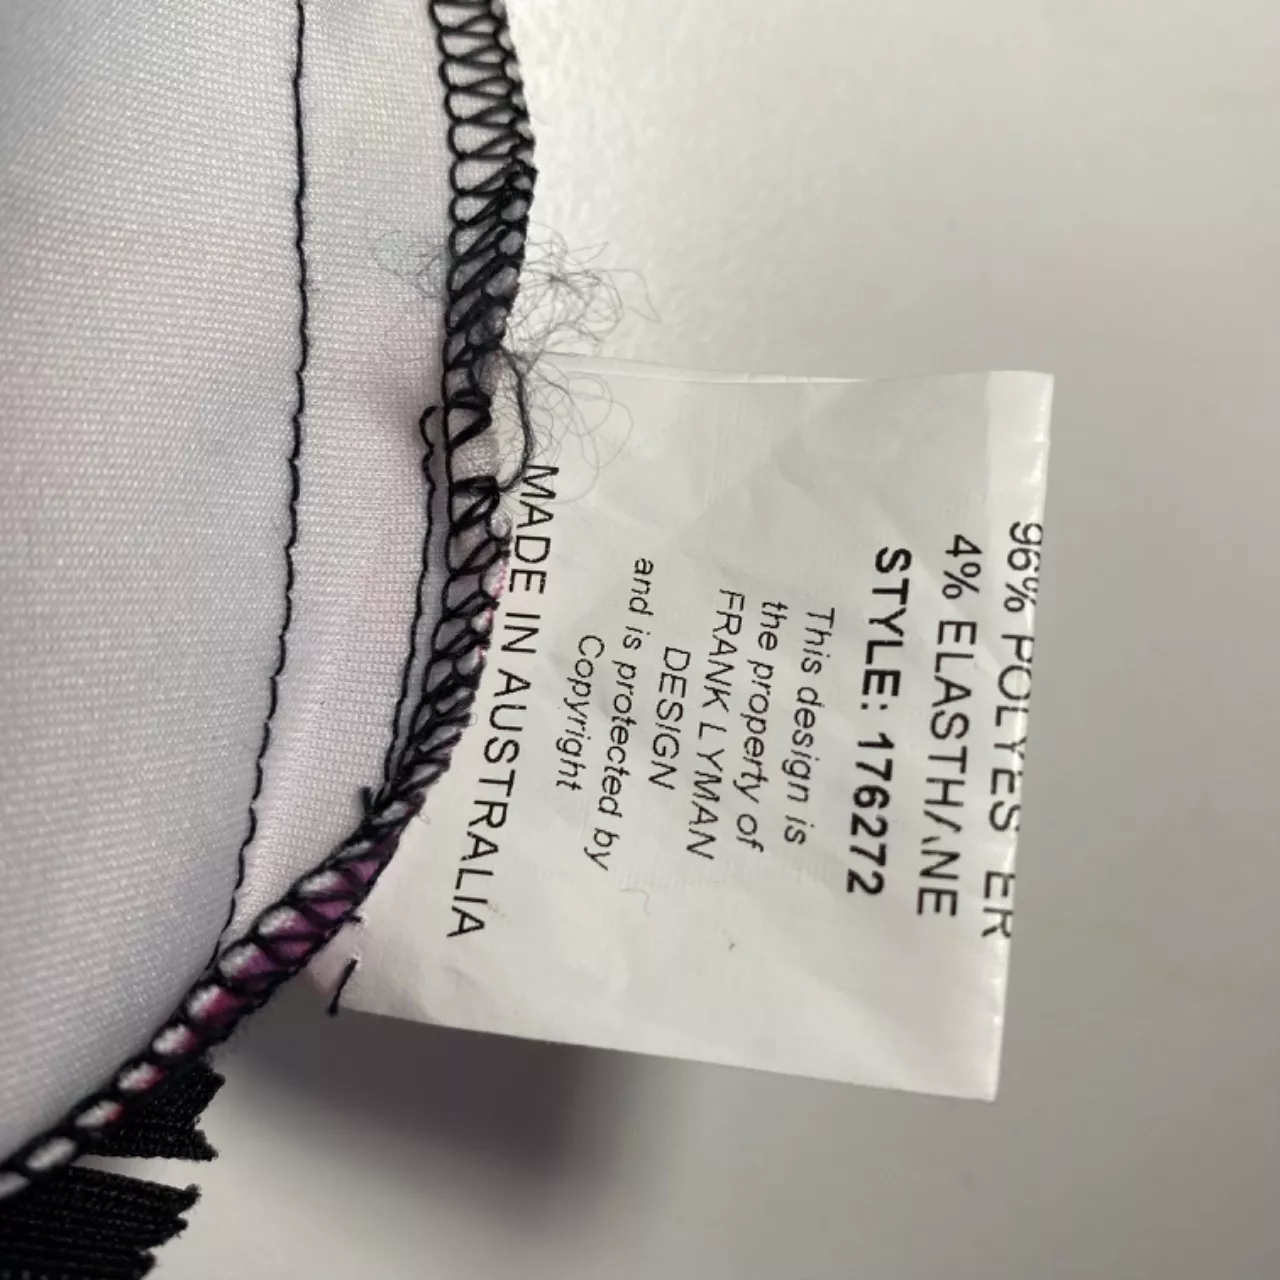 96% POLYESTER
4% ELASTHANE
STYLE: 176272
This design is
the property of
FRANK LYMAN
DESIGN
and is protected by
Copyright
MADE IN AUSTRALIA